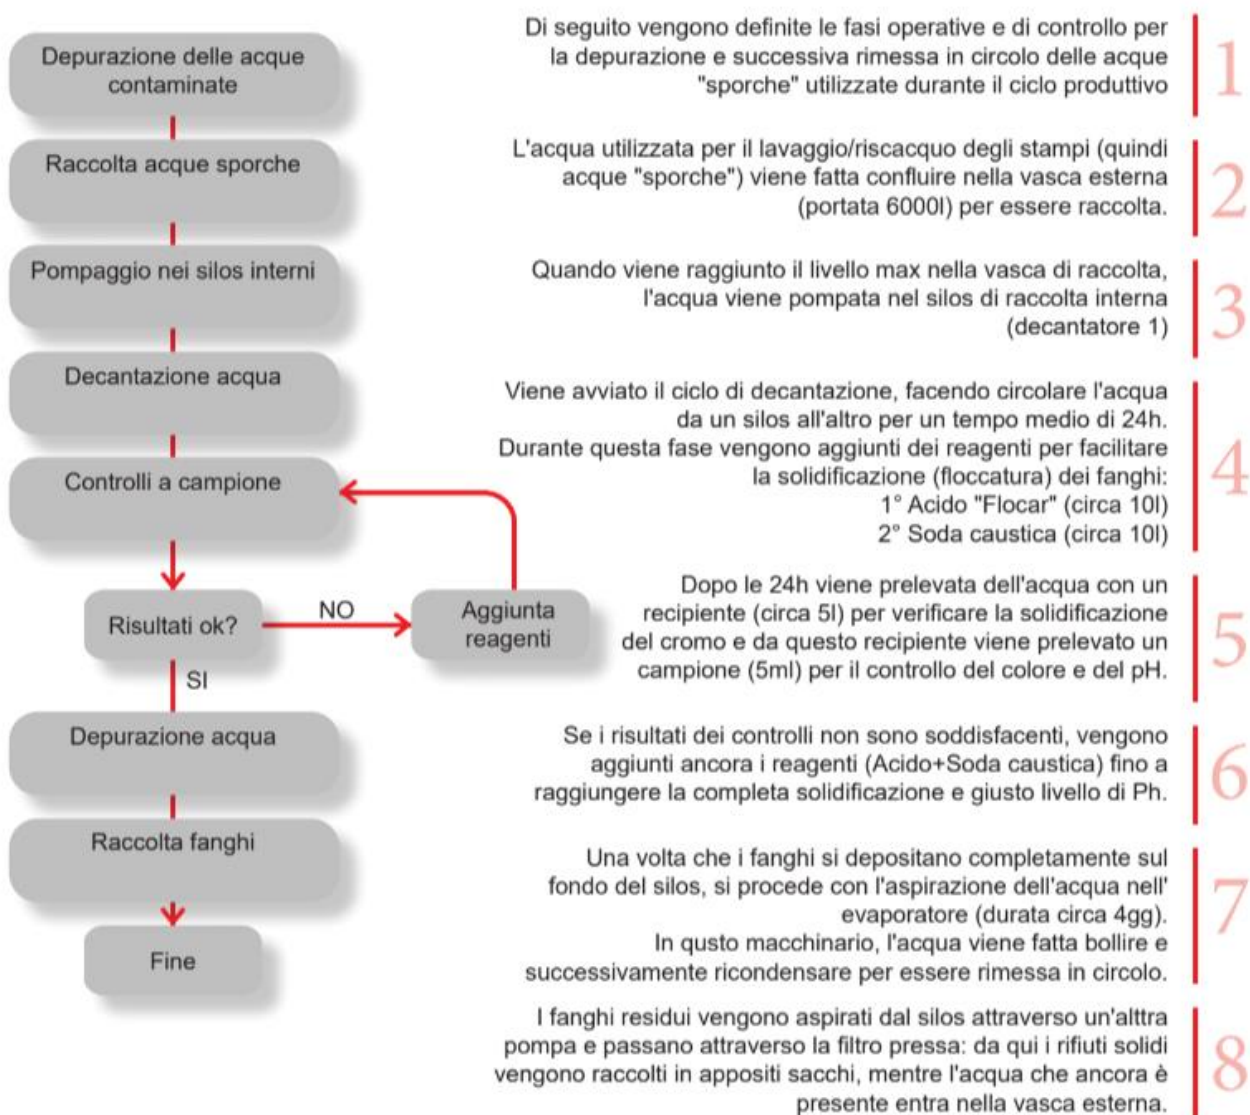 Depurazione delle acque
contaminate
Raccolta acque sporche
Pompaggio nei silos interni
Decantazione acqua
Controlli a campione
Risultati ok?
NO
Aggiunta
reagenti
SI
Depurazione acqua
Raccolta fanghi
Fine
Di seguito vengono definite le fasi operative e di controllo per
la depurazione e successiva rimessa in circolo delle acque
"sporche" utilizzate durante il ciclo produttivo
1
L'acqua utilizzata per il lavaggio/riscacquo degli stampi (quindi
acque "sporche") viene fatta confluire nella vasca esterna
(portata 6000l) per essere raccolta.
2
Quando viene raggiunto il livello max nella vasca di raccolta,
l'acqua viene pompata nel silos di raccolta interna
(decantatore 1)
3
Viene avviato il ciclo di decantazione, facendo circolare l'acqua
da un silos all'altro per un tempo medio di 24h.
Durante questa fase vengono aggiunti dei reagenti per facilitare
la solidificazione (floccatura) dei fanghi:
1° Acido "Flocar" (circa 10l)
2° Soda caustica (circa 10l)
4
Dopo le 24h viene prelevata dell'acqua con un
recipiente (circa 5l) per verificare la solidificazione
del cromo e da questo recipiente viene prelevato un
campione (5ml) per il controllo del colore e del pH.
5
Se i risultati dei controlli non sono soddisfacenti, vengono
aggiunti ancora i reagenti (Acido+Soda caustica) fino a
raggiungere la completa solidificazione e giusto livello di Ph.
6
Una volta che i fanghi si depositano completamente sul
fondo del silos, si procede con l'aspirazione dell'acqua nell'
evaporatore (durata circa 4gg).
In qusto macchinario, l'acqua viene fatta bollire e
successivamente ricondensare per essere rimessa in circolo.
7
I fanghi residui vengono aspirati dal silos attraverso un'alttra
pompa e passano attraverso la filtro pressa: da qui i rifiuti solidi
vengono raccolti in appositi sacchi, mentre l'acqua che ancora è
presente entra nella vasca esterna.
8